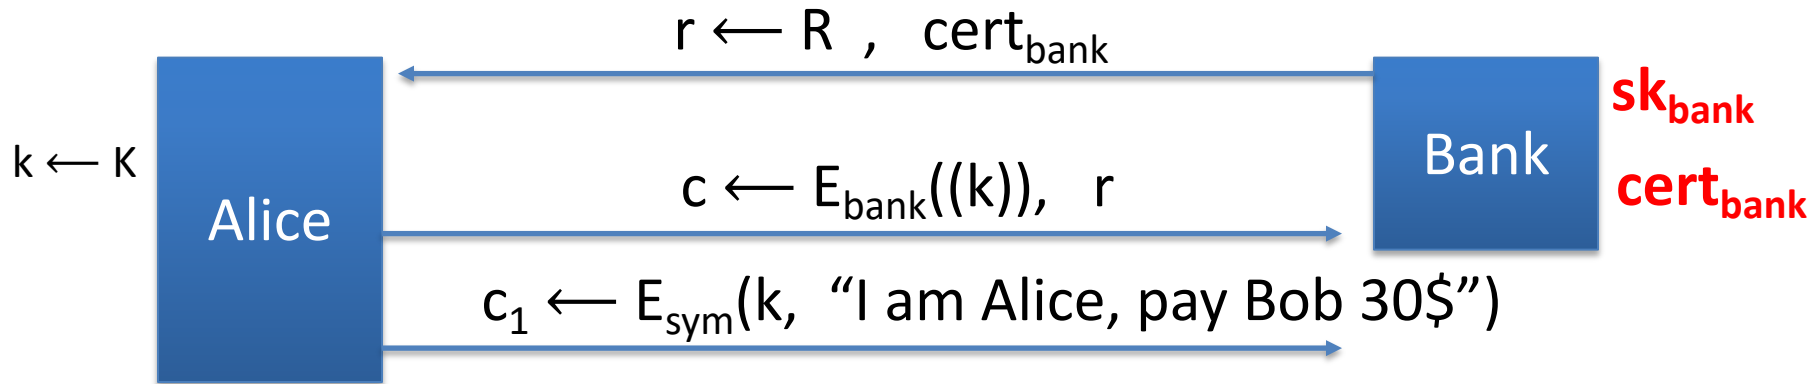 r ⟵ R , cert_bank
sk_bank
Bank
cert_bank
k ⟵ K
Alice
c ⟵ E_bank((k)), r
c_1 ⟵ E_sym(k, “I am Alice, pay Bob 30$”)